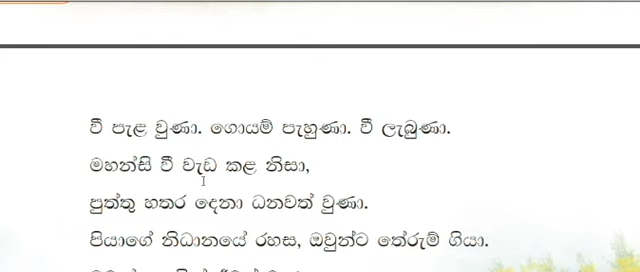 වී පැළ වුණා. ගොයම් පැහුණා. වී ලැබුණා.
මහන්සි වී වැඩ කළ නිසා,
පුත්තු හතර දෙනා ධනවත් වුණා.
පියාගේ නිධානයේ රහස, ඔවුන්ට තේරුම් ගියා.